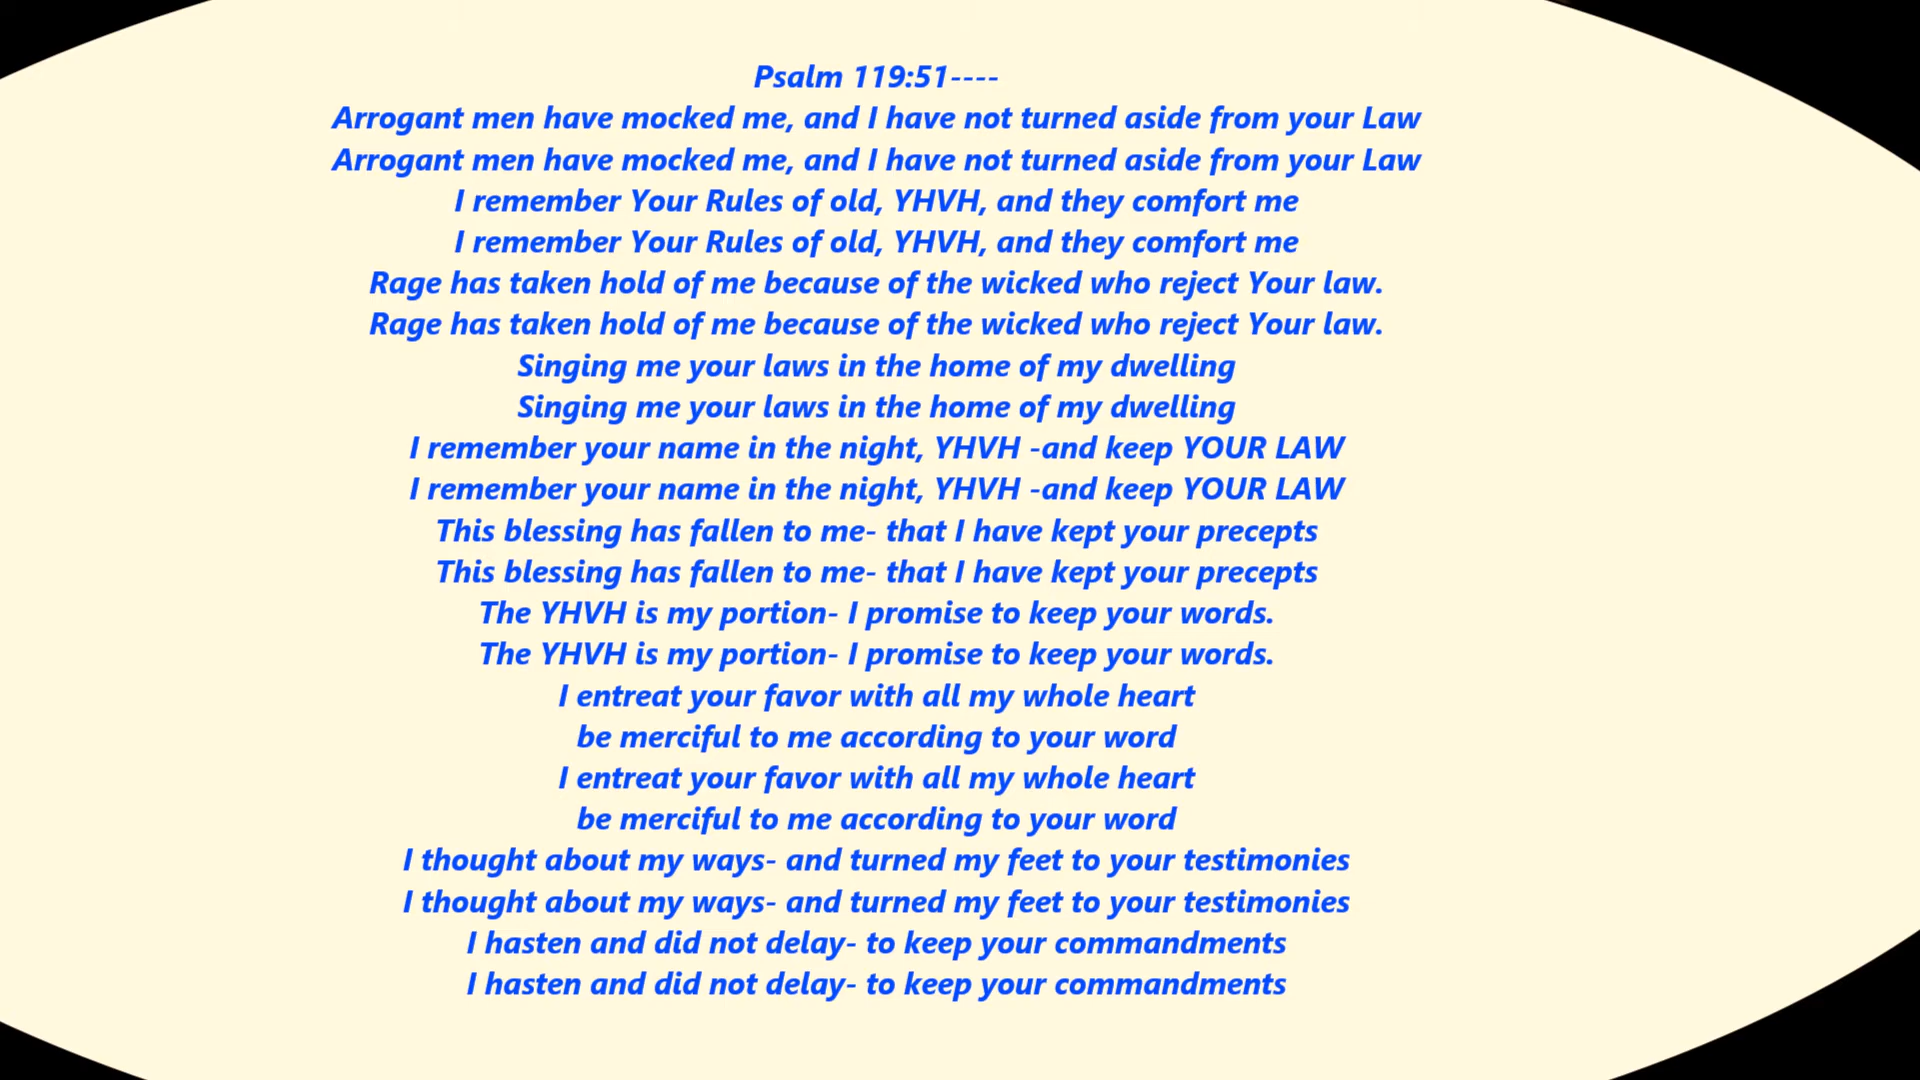 Psalm 119:51----
Arrogant men have mocked me, and I have not turned aside from your Law
Arrogant men have mocked me, and I have not turned aside from your Law
I remember Your Rules of old, YHVH, and they comfort me
I remember Your Rules of old, YHVH, and they comfort me
Rage has taken hold of me because of the wicked who reject Your law.
Rage has taken hold of me because of the wicked who reject Your law.
Singing me your laws in the home of my dwelling
Singing me your laws in the home of my dwelling
I remember your name in the night, YHVH -and keep YOUR LAW
I remember your name in the night, YHVH -and keep YOUR LAW
This blessing has fallen to me- that I have kept your precepts
This blessing has fallen to me- that I have kept your precepts
The YHVH is my portion- I promise to keep your words.
The YHVH is my portion- I promise to keep your words.
I entreat your favor with all my whole heart
be merciful to me according to your word
I entreat your favor with all my whole heart
be merciful to me according to your word
I thought about my ways- and turned my feet to your testimonies
I thought about my ways- and turned my feet to your testimonies
I hasten and did not delay- to keep your commandments
I hasten and did not delay- to keep your commandments